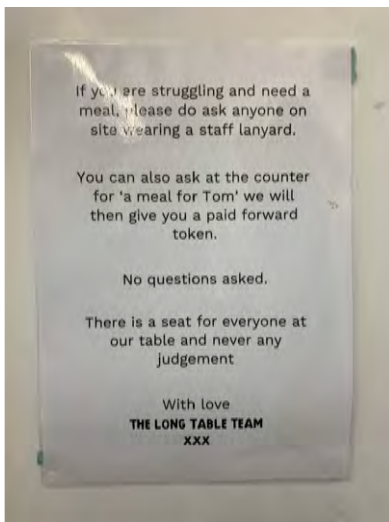 If you are struggling and need a
meal, please do ask anyone on
site wearing a staff lanyard.
You can also ask at the counter
for 'a meal for Tom' we will
then give you a paid forward
token.
No questions asked.
There is a seat for everyone at
our table and never any
judgement
With love
THE LONG TABLE TEAM
xxx